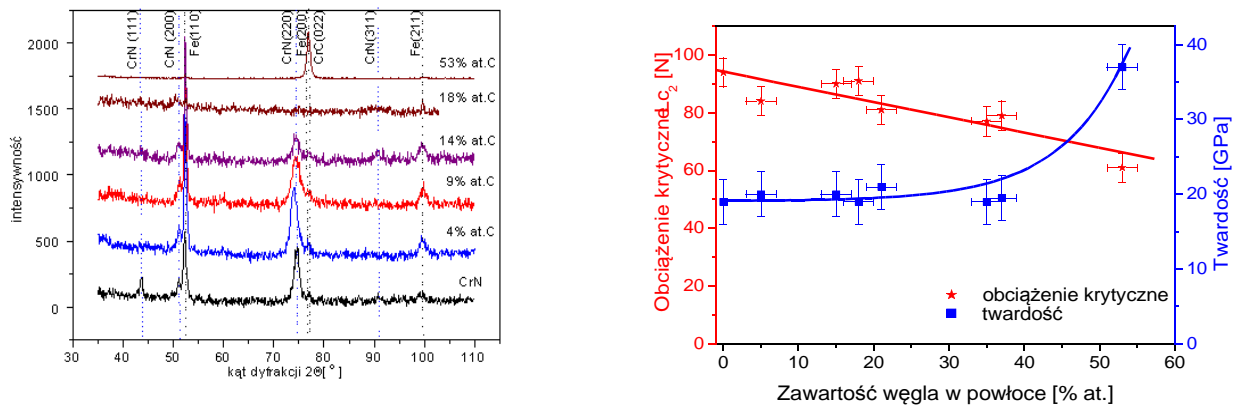 2000
1500
1000
500
0
intensywność
CrN (111)
CrN (200)
Fe(110)
CrN(220)
Fe(200)
CrC(022)
CrN(311)
Fe(211)
53% at.C
18% at.C
14% at.C
9% at.C
4% at.C
CrN
30 40 50 60 70 80 90 100 110
kąt dyfrakcji 2Θ[°]
100
80
60
40
20
0
Obciążenie krytyczne Lc₂ [N]
40
30
20
10
0
Twardość [GPa]
obciążenie krytyczne
twardość
0 10 20 30 40 50 60
Zawartość węgla w powłoce [% at.]